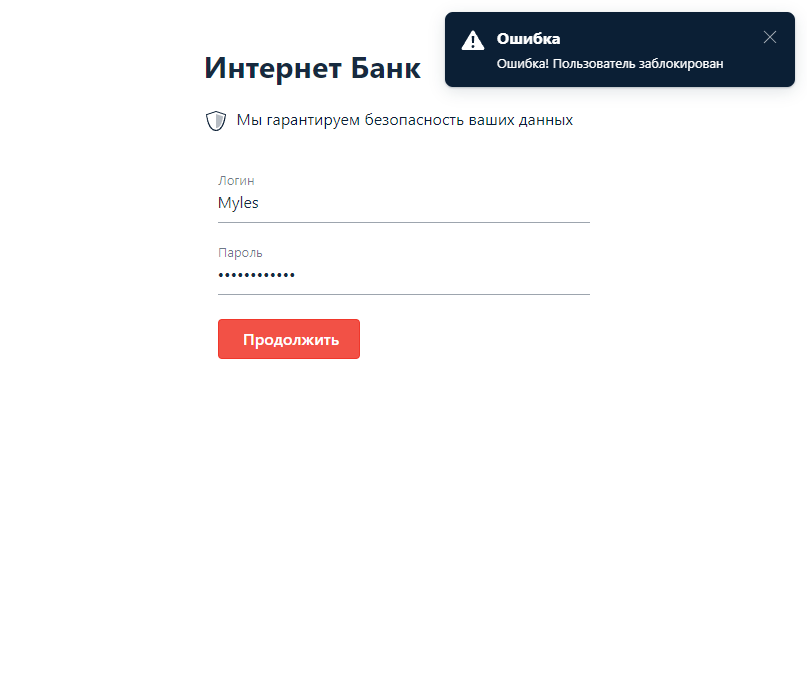 Ошибка
Ошибка! Пользователь заблокирован
Интернет Банк
Мы гарантируем безопасность ваших данных
Логин
Myles
Пароль
••••••••••••
Продолжить